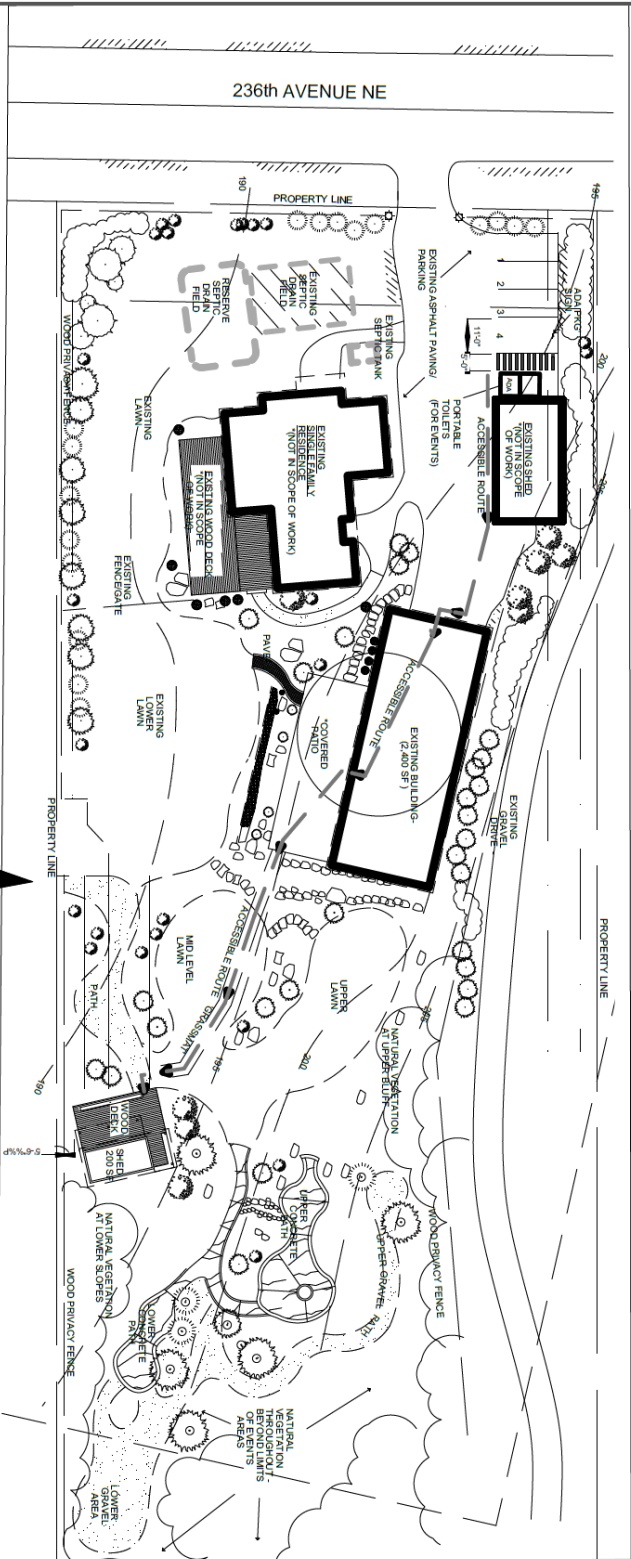 236th AVENUE NE
190
PROPERTY LINE
195
EXISTING ASPHALT PAVING/
PARKING
1
2
3
4
ADA PKG
SIGN
200
11'-0"
5'-0"
RESERVE
SEPTIC
DRAIN
FIELD
EXISTING
SEPTIC
DRAIN
FIELD
EXISTING
SEPTIC TANK
WOOD PRIVACY FENCE
EXISTING
LAWN
EXISTING
SINGLE FAMILY
RESIDENCE
*(NOT IN SCOPE OF WORK)
PORTABLE
TOILETS
(FOR EVENTS)
ADA
ACCESSIBLE ROUTE
EXISTING SHED
*(NOT IN SCOPE
OF WORK)
EXISTING WOOD DECK
*(NOT IN SCOPE
OF WORK)
EXISTING
FENCE/GATE
EXISTING
LOWER
LAWN
*COVERED
PATIO
ACCESSIBLE ROUTE
EXISTING BUILDING-
(2,400 SF )
EXISTING
GRAVEL
DRIVE
PROPERTY LINE
PROPERTY LINE
MID LEVEL
LAWN
ACCESSIBLE ROUTE
GRASSMAT
UPPER
LAWN
PATH
190
195
200
205
NATURAL VEGETATION
AT UPPER BLUFF
WOOD
DECK
SHED
200 SF
NATURAL VEGETATION
AT LOWER SLOPES
WOOD PRIVACY FENCE
UPPER
CONCRETE
PATH
UPPER GRAVEL PATH
WOOD PRIVACY FENCE
LOWER
CONCRETE
PATH
NATURAL
VEGETATION
THROUGHOUT -
BEYOND LIMITS
OF EVENTS
AREAS
LOWER
GRAVEL
AREA